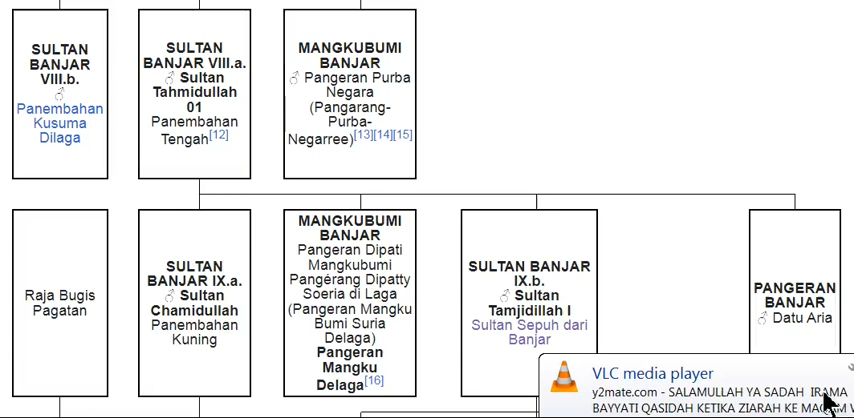 SULTAN
BANJAR
VIII.b.
♂
Panembahan
Kusuma
Dilaga
SULTAN
BANJAR VIII.a.
♂ Sultan
Tahmidullah
01
Panembahan
Tengah[12]
MANGKUBUMI
BANJAR
♂ Pangeran Purba
Negara
(Pangarang-
Purba-
Negarree)[13][14][15]
Raja Bugis
Pagatan
SULTAN
BANJAR IX.a.
♂ Sultan
Chamidullah
Panembahan
Kuning
MANGKUBUMI
BANJAR
Pangeran Dipati
Mangkubumi
Pangérang Dipatty
Soeria di Laga
(Pangeran Mangku
Bumi Suria
Delaga)
Pangeran
Mangku
Delaga[16]
SULTAN BANJAR
IX.b.
♂ Sultan
Tamjidillah I
Sultan Sepuh dari
Banjar
PANGERAN
BANJAR
♂ Datu Aria
VLC media player
y2mate.com - SALAMULLAH YA SADAH IRAMA
BAYYATI QASIDAH KETIKA ZIARAH KE MAQAM W